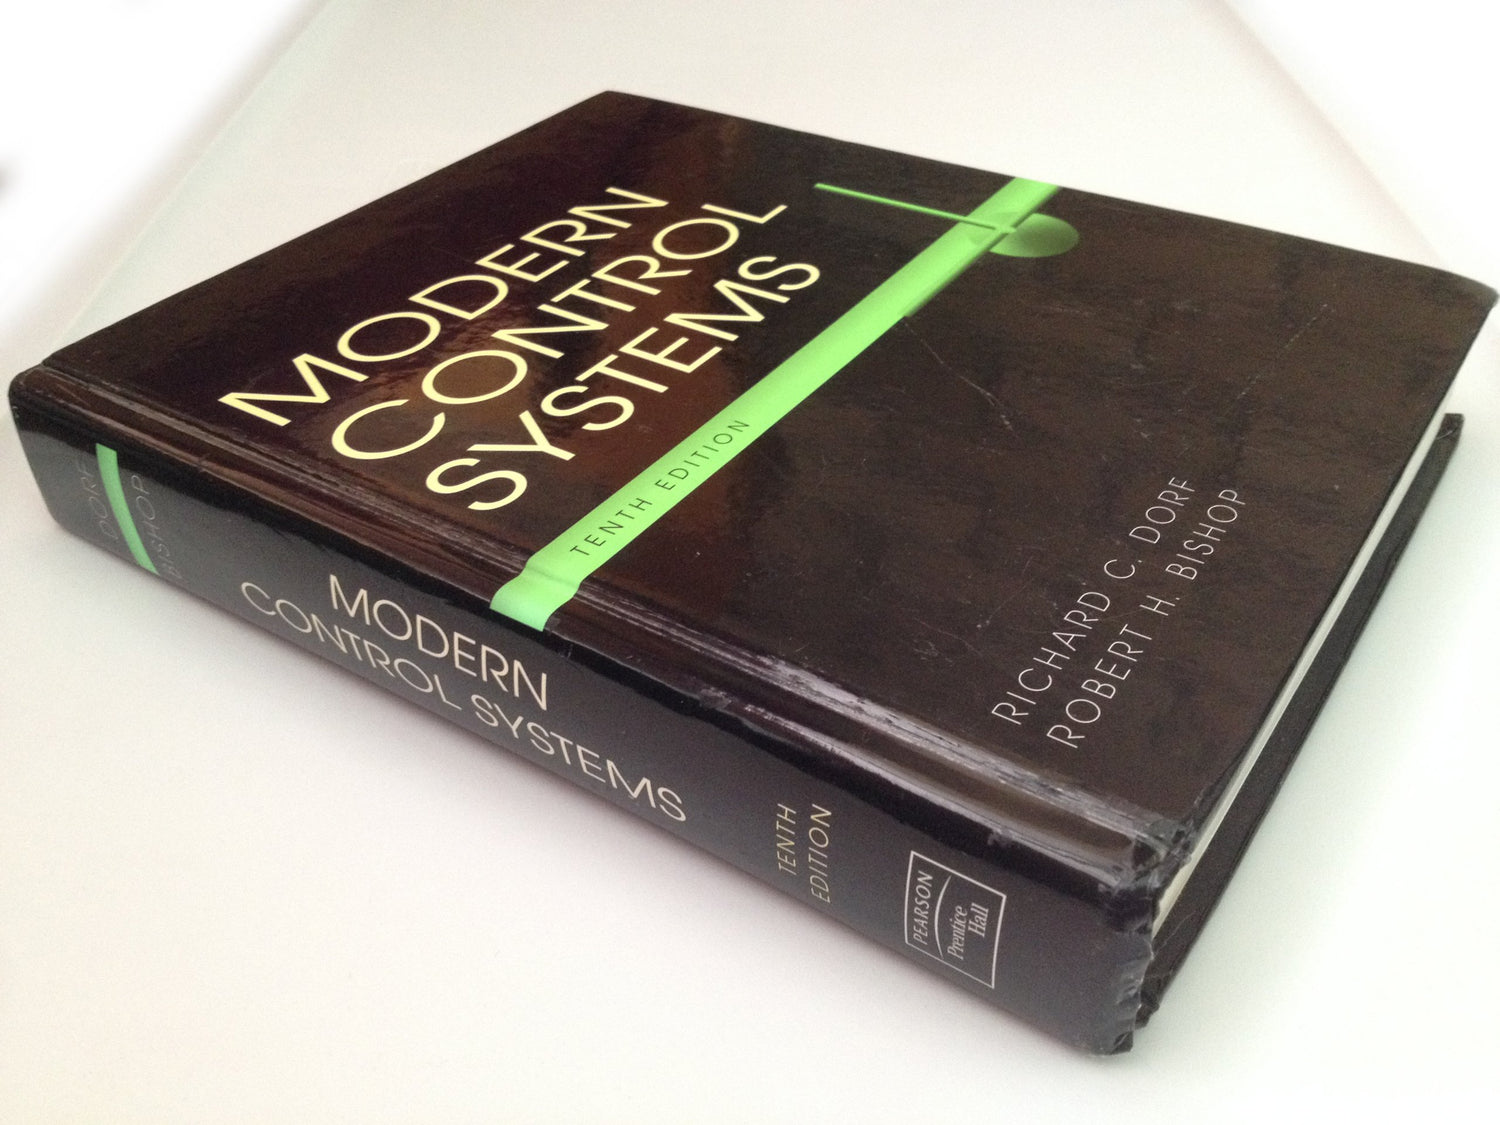 MODERN
CONTROL
SYSTEMS
TENTH EDITION
RICHARD C. DORF
ROBERT H. BISHOP
DORF
BISHOP
MODERN
CONTROL SYSTEMS
TENTH
EDITION
PEARSON
Prentice
Hall